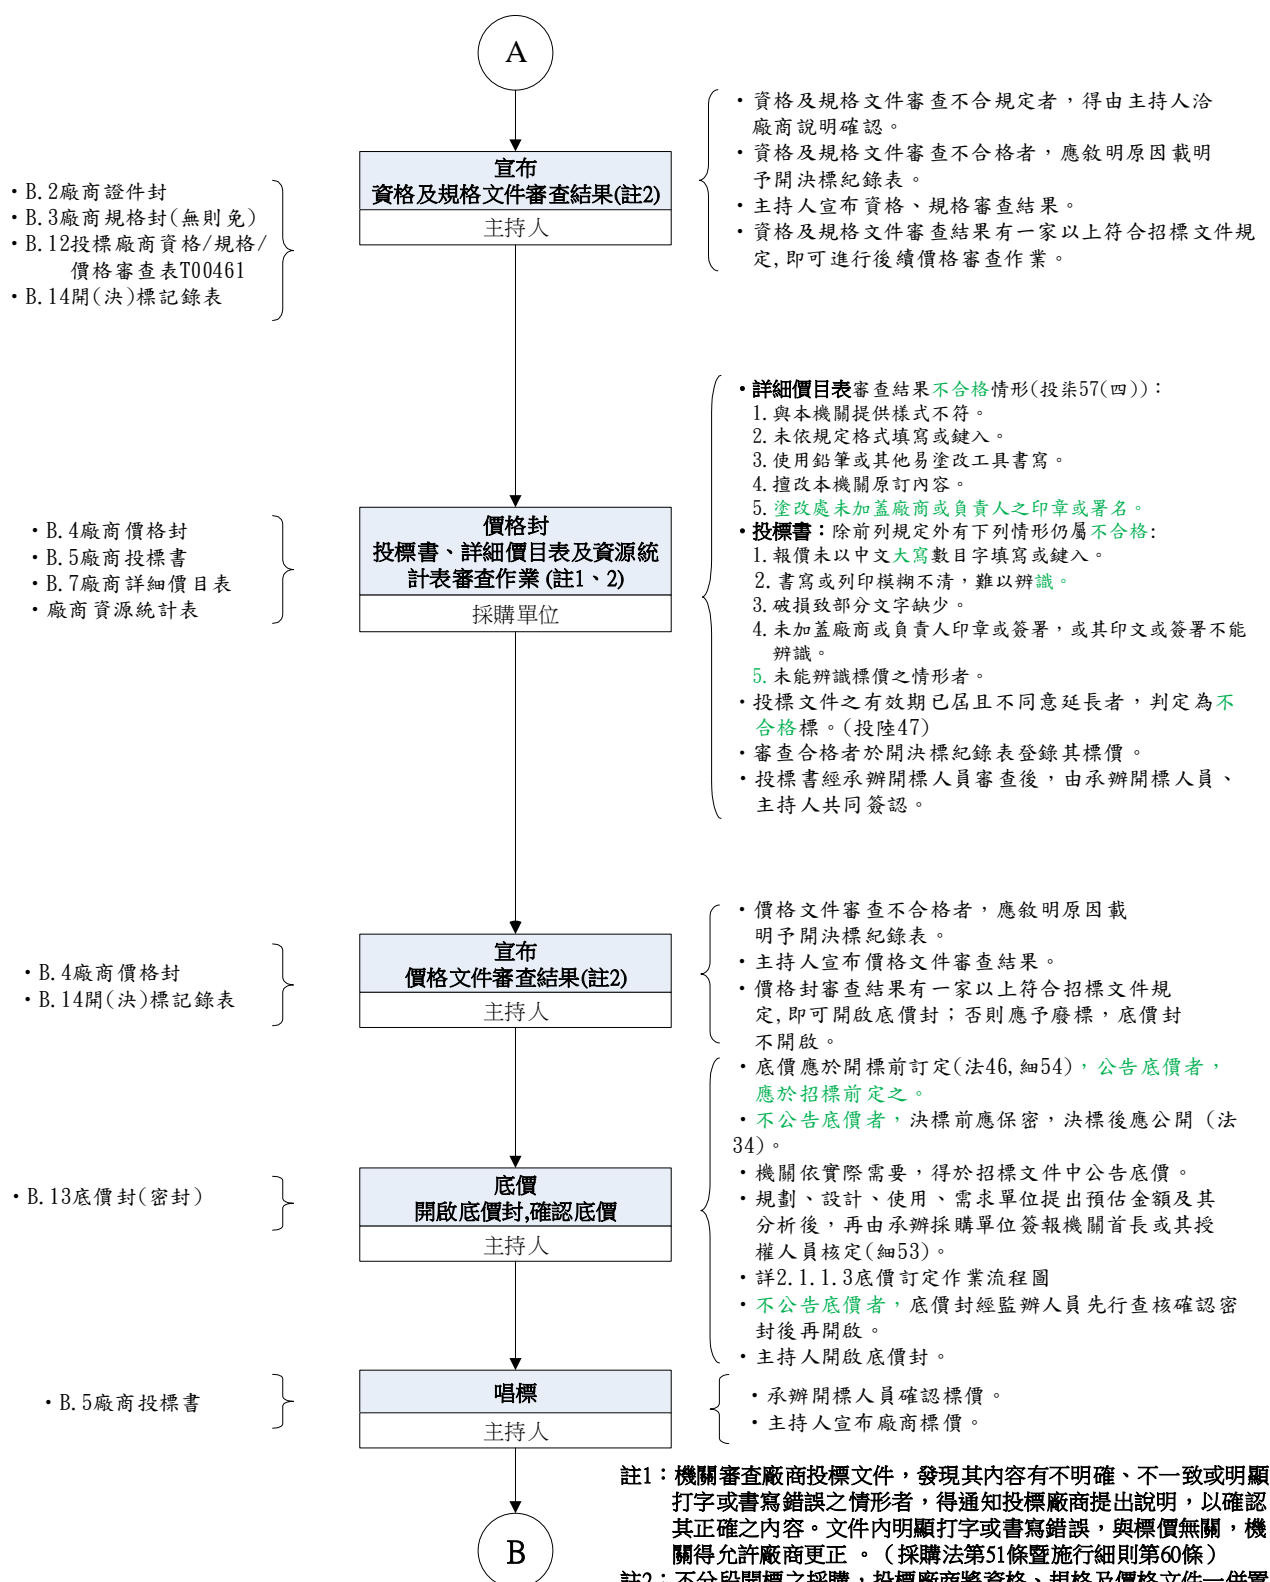 A
宣布
資格及規格文件審查結果(註2)
主持人
・B.2廠商證件封
・B.3廠商規格封(無則免)
・B.12投標廠商資格/規格/
價格審查表T00461
・B.14開(決)標記錄表
・資格及規格文件審查不合規定者，得由主持人洽
廠商說明確認。
・資格及規格文件審查不合格者，應敘明原因載明
予開決標紀錄表。
・主持人宣布資格、規格審查結果。
・資格及規格文件審查結果有一家以上符合招標文件規
定,即可進行後續價格審查作業。
價格封
投標書、詳細價目表及資源統
計表審查作業 (註1、2)
採購單位
・B.4廠商價格封
・B.5廠商投標書
・B.7廠商詳細價目表
・廠商資源統計表
・詳細價目表審查結果不合格情形(投柒57(四))：
1.與本機關提供樣式不符。
2.未依規定格式填寫或鍵入。
3.使用鉛筆或其他易塗改工具書寫。
4.擅改本機關原訂內容。
5.塗改處未加蓋廠商或負責人之印章或署名。
・投標書：除前列規定外有下列情形仍屬不合格:
1.報價未以中文大寫數目字填寫或鍵入。
2.書寫或列印模糊不清，難以辨識。
3.破損致部分文字缺少。
4.未加蓋廠商或負責人印章或簽署，或其印文或簽署不能
辨識。
5.未能辨識標價之情形者。
・投標文件之有效期已屆且不同意延長者，判定為不
合格標。(投陸47)
・審查合格者於開決標紀錄表登錄其標價。
・投標書經承辦開標人員審查後，由承辦開標人員、
主持人共同簽認。
宣布
價格文件審查結果(註2)
主持人
・B.4廠商價格封
・B.14開(決)標記錄表
・價格文件審查不合格者，應敘明原因載
明予開決標紀錄表。
・主持人宣布價格文件審查結果。
・價格封審查結果有一家以上符合招標文件規
定,即可開啟底價封；否則應予廢標，底價封
不開啟。
底價
開啟底價封,確認底價
主持人
・B.13底價封(密封)
・底價應於開標前訂定(法46,細54)，公告底價者，
應於招標前定之。
・不公告底價者，決標前應保密，決標後應公開 (法
34)。
・機關依實際需要，得於招標文件中公告底價。
・規劃、設計、使用、需求單位提出預估金額及其
分析後，再由承辦採購單位簽報機關首長或其授
權人員核定(細53)。
・詳2.1.1.3底價訂定作業流程圖
・不公告底價者，底價封經監辦人員先行查核確認密
封後再開啟。
・主持人開啟底價封。
唱標
主持人
・B.5廠商投標書
・承辦開標人員確認標價。
・主持人宣布廠商標價。
B
註1：機關審查廠商投標文件，發現其內容有不明確、不一致或明顯
打字或書寫錯誤之情形者，得通知投標廠商提出說明，以確認
其正確之內容。文件內明顯打字或書寫錯誤，與標價無關，機
關得允許廠商更正 。（採購法第51條暨施行細則第60條）
註2：不分段開標之採購，投標廠商將資格、規格及價格文件一併置